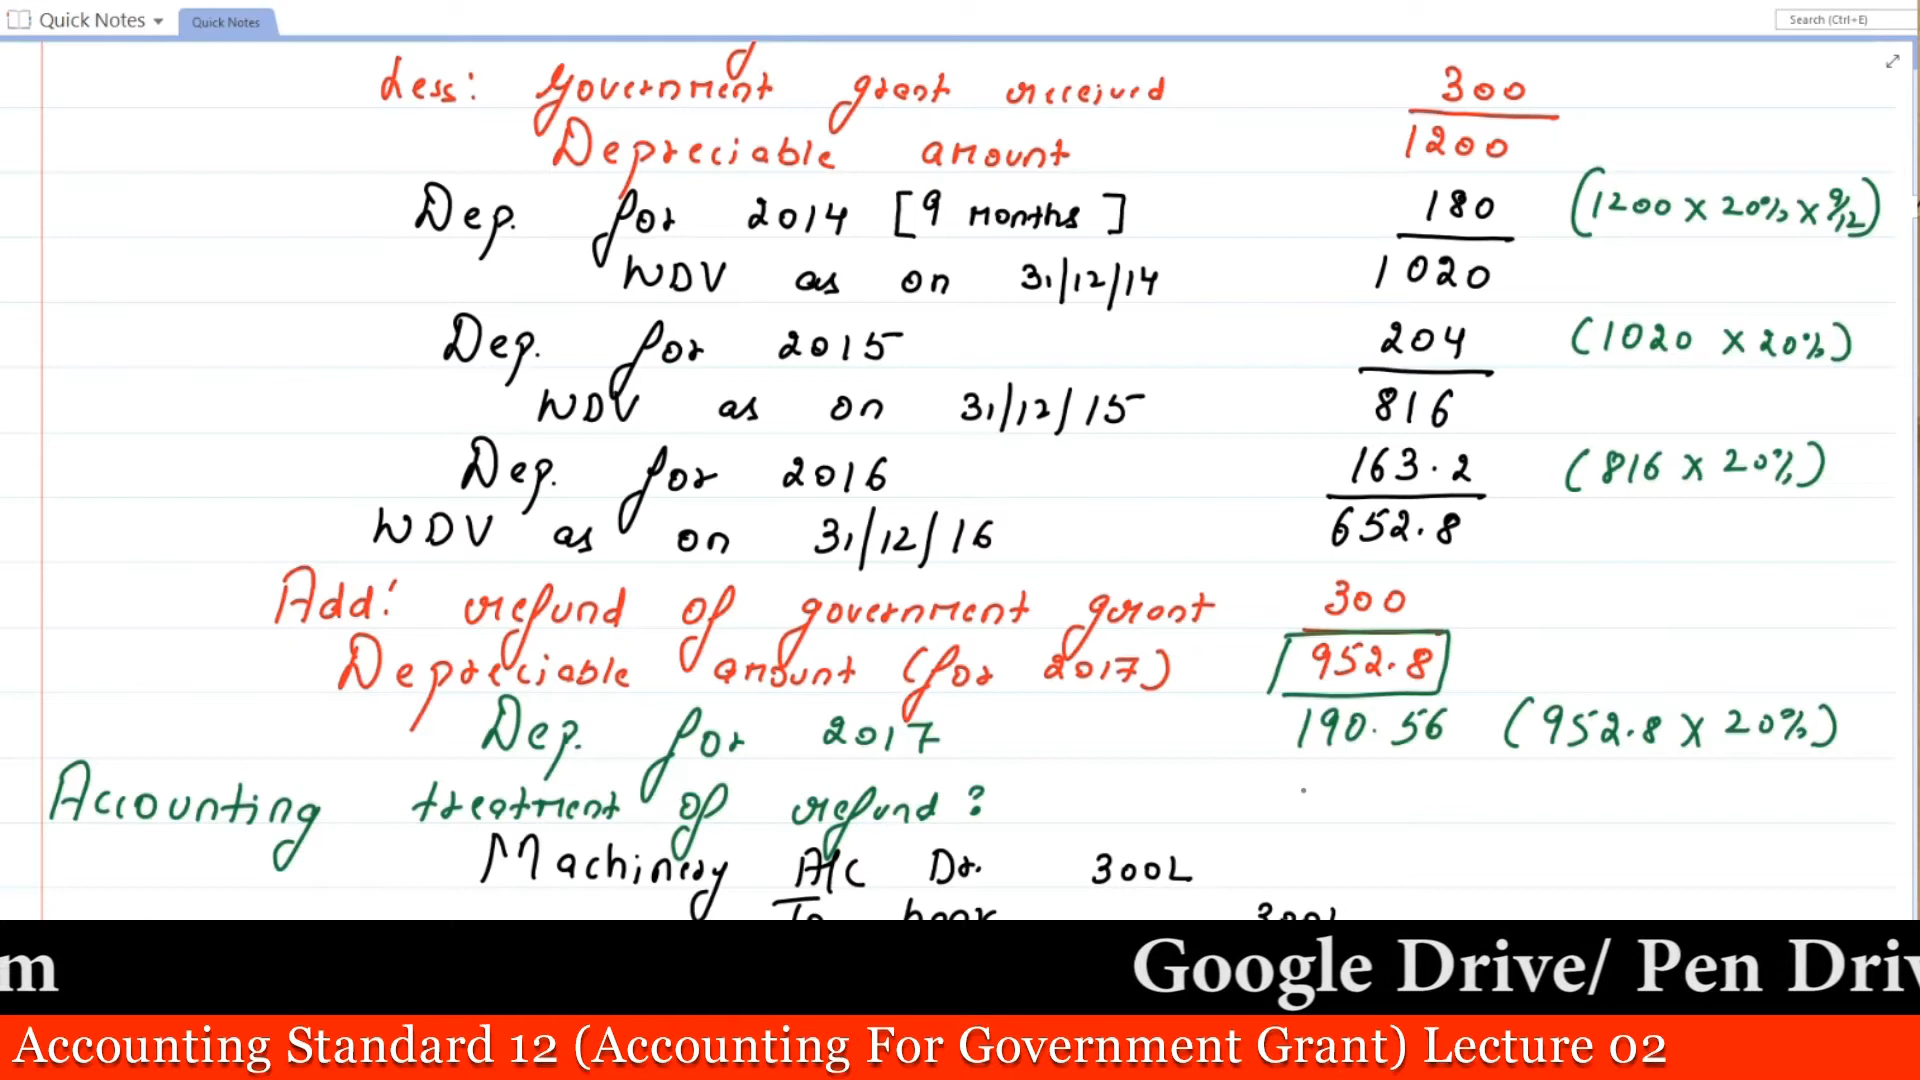 Quick Notes
Quick Notes
Search (Ctrl+E)
Less: Government grant received 300
Depreciable amount 1200
Dep. for 2014 [9 months] 180 (1200 x 20% x 9/12)
WDV as on 31/12/14 1020
Dep. for 2015 204 (1020 x 20%)
WDV as on 31/12/15 816
Dep. for 2016 163.2 (816 x 20%)
WDV as on 31/12/16 652.8
Add: refund of government grant 300
Depreciable amount (for 2017) 952.8
Dep. for 2017 190.56 (952.8 x 20%)
Accounting treatment of refund?
Machinery A/C Dr. 300L
To 300L
m Google Drive/ Pen Driv
Accounting Standard 12 (Accounting For Government Grant) Lecture 02